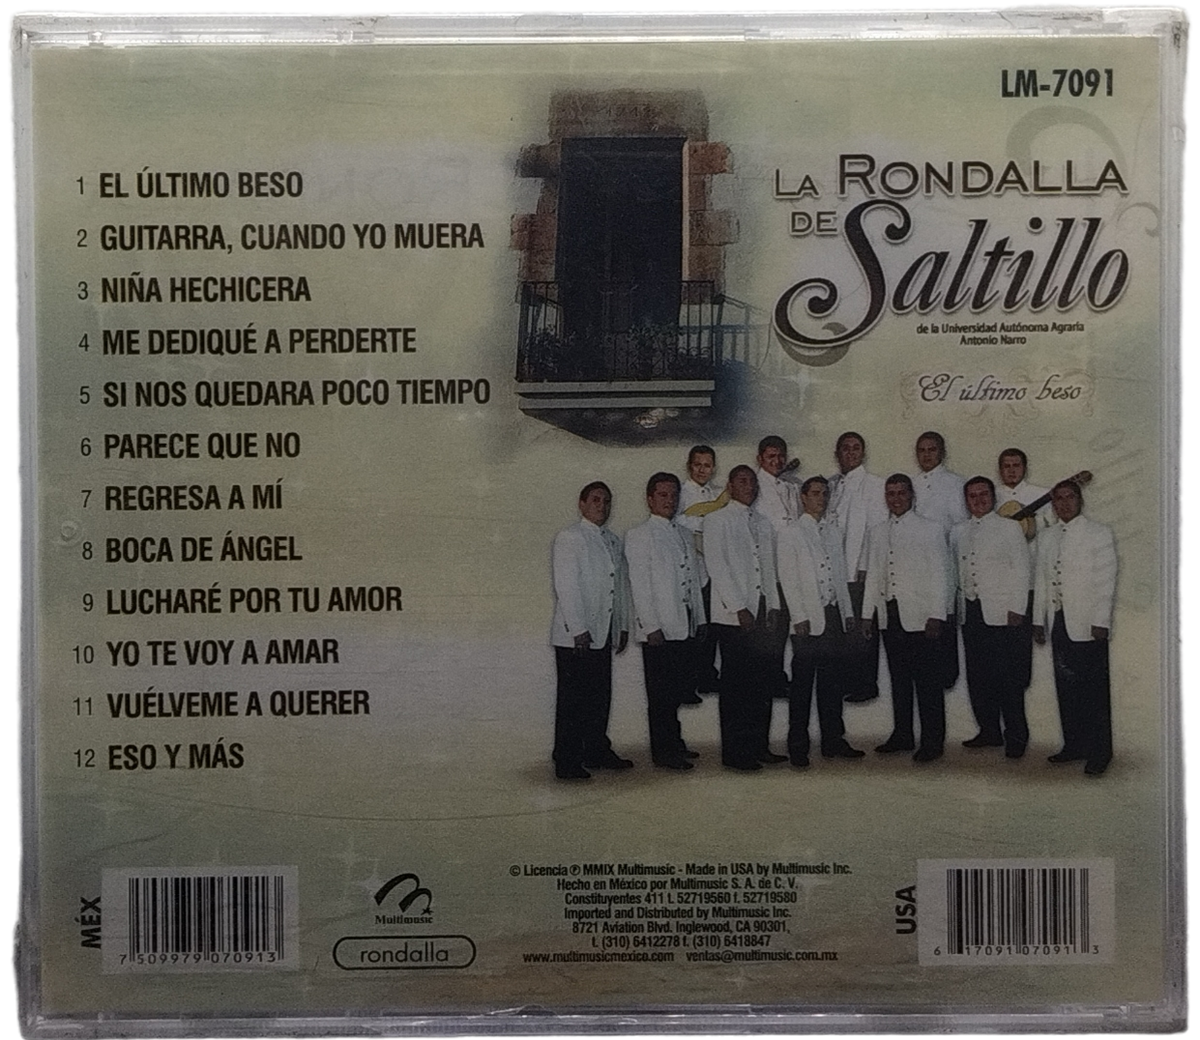 LM-7091
LA RONDALLA
DE Saltillo
de la Universidad Autónoma Agraria
Antonio Narro
El último beso
1 EL ÚLTIMO BESO
2 GUITARRA, CUANDO YO MUERA
3 NIÑA HECHICERA
4 ME DEDIQUÉ A PERDERTE
5 SI NOS QUEDARA POCO TIEMPO
6 PARECE QUE NO
7 REGRESA A MÍ
8 BOCA DE ÁNGEL
9 LUCHARÉ POR TU AMOR
10 YO TE VOY A AMAR
11 VUÉLVEME A QUERER
12 ESO Y MÁS
MÉX
7 509979 070913
Multimusic
rondalla
© Licencia ℗ MMIX Multimusic - Made in USA by Multimusic Inc.
Hecho en México por Multimusic S. A. de C. V.
Constituyentes 411 t. 52719560 f. 52719580
Imported and Distributed by Multimusic Inc.
8721 Aviation Blvd. Inglewood, CA 90301,
t. (310) 6412278 f. (310) 6418847
www.multimusicmexico.com ventas@multimusic.com.mx
USA
6 17091 07091 3